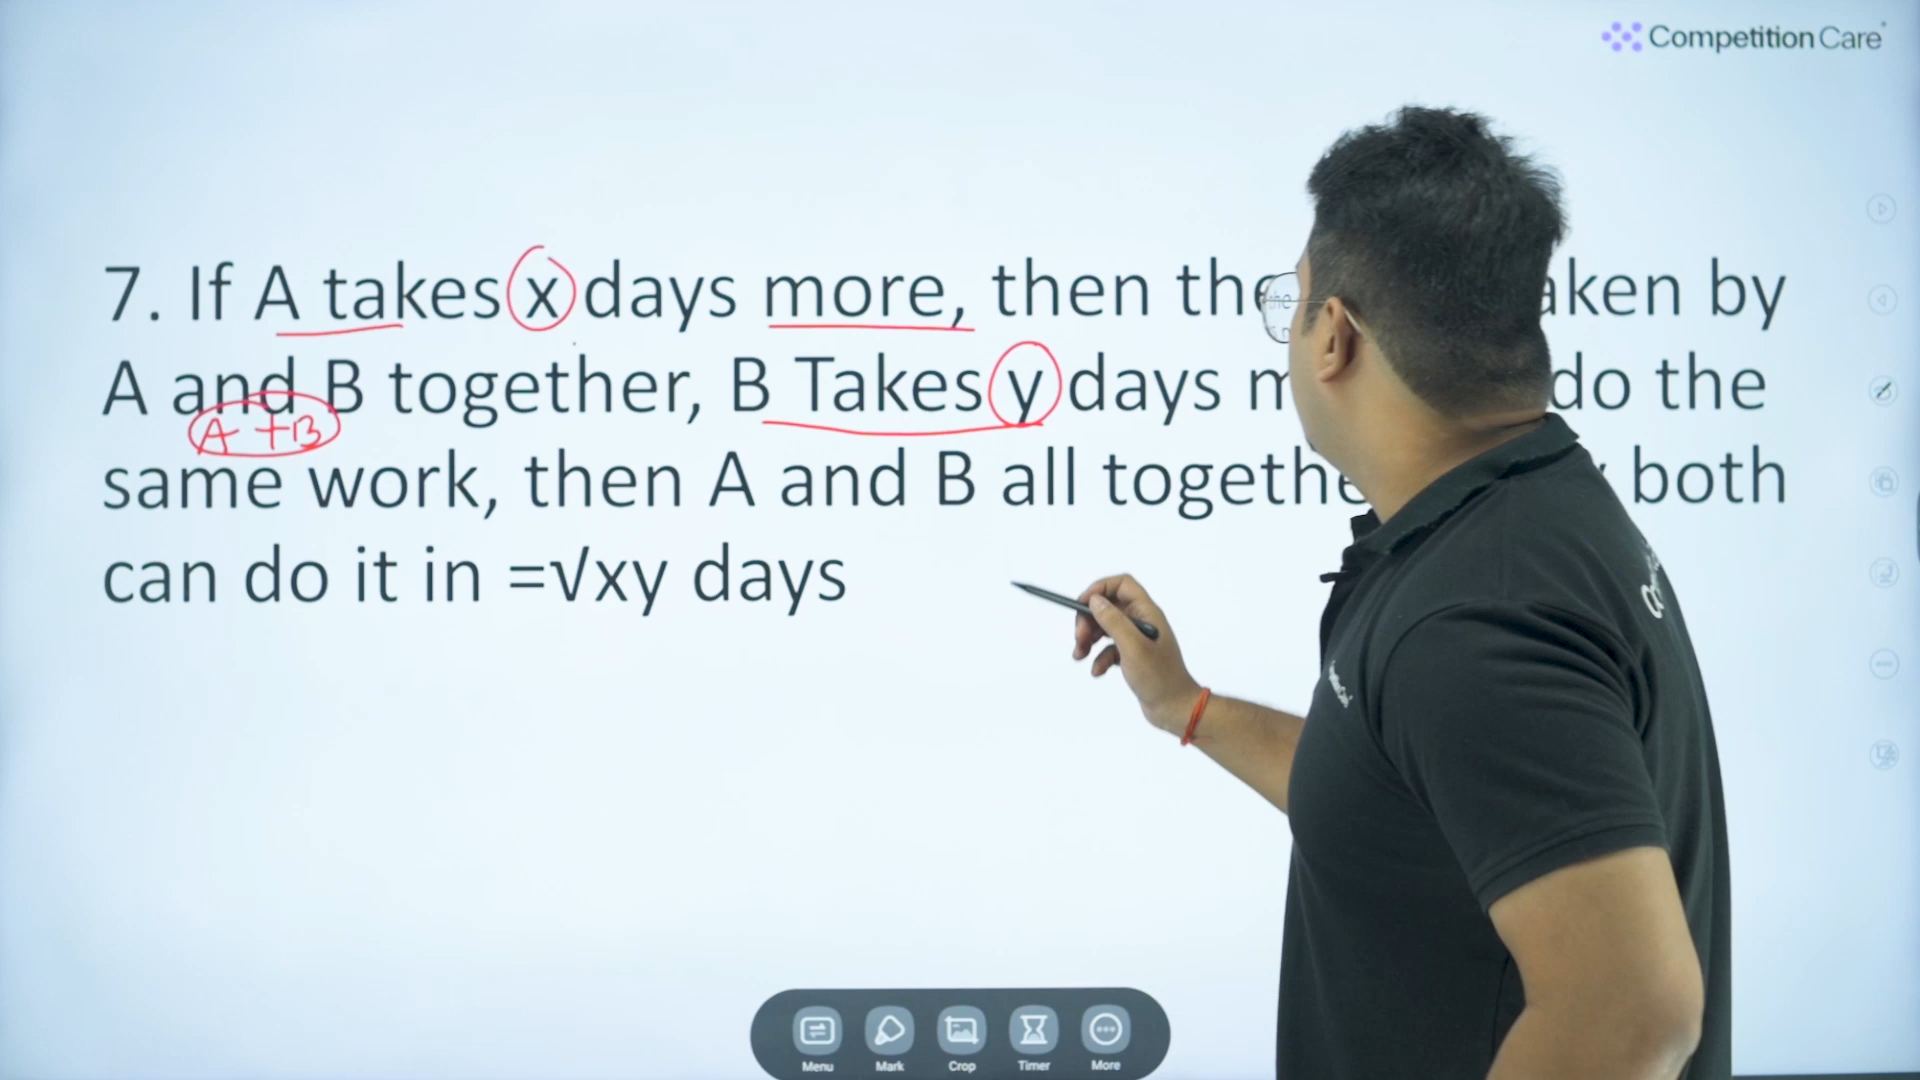 Competition Care
7. If A takes x days more, then the aken by
A and B together, B Takes y days m do the
A+B
same work, then A and B all togethe both
can do it in =√xy days
Menu Mark Crop Timer More